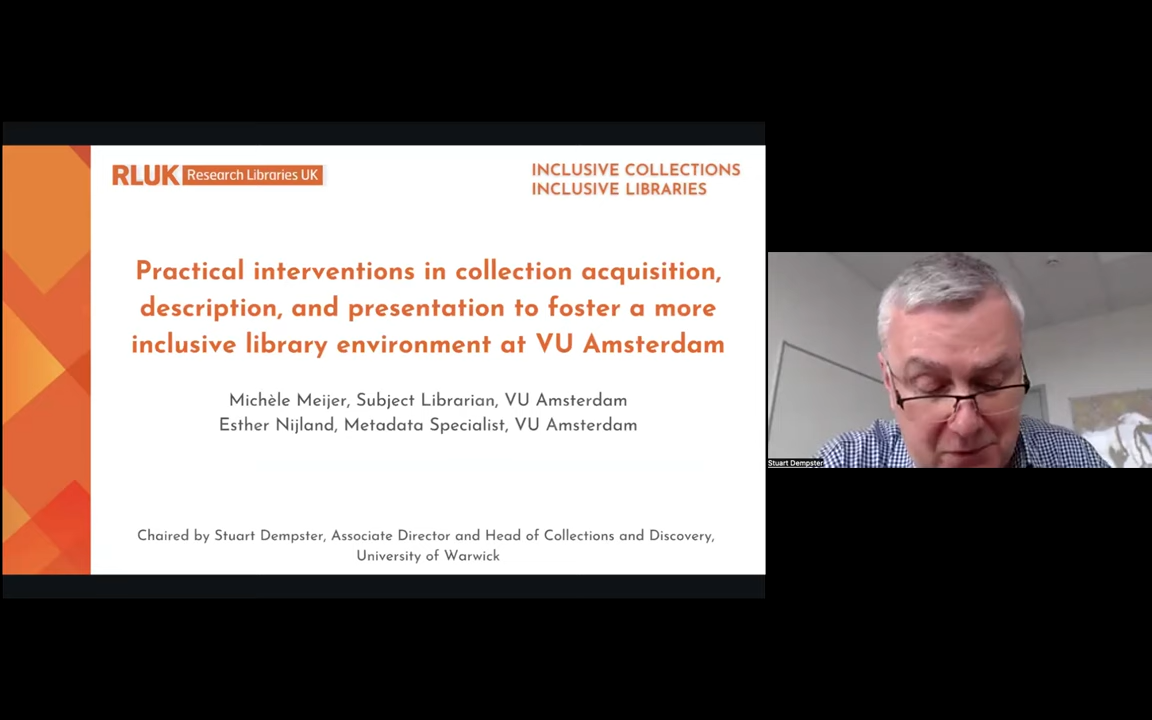 RLUK Research Libraries UK
INCLUSIVE COLLECTIONS
INCLUSIVE LIBRARIES
Practical interventions in collection acquisition,
description, and presentation to foster a more
inclusive library environment at VU Amsterdam
Michèle Meijer, Subject Librarian, VU Amsterdam
Esther Nijland, Metadata Specialist, VU Amsterdam
Chaired by Stuart Dempster, Associate Director and Head of Collections and Discovery,
University of Warwick
Stuart Dempster